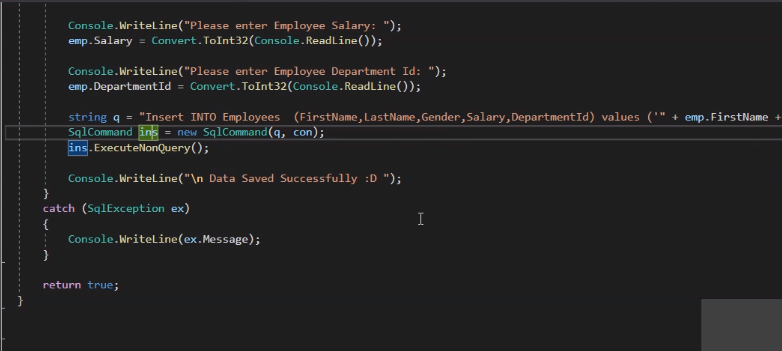 Console.WriteLine("Please enter Employee Salary: ");
emp.Salary = Convert.ToInt32(Console.ReadLine());
Console.WriteLine("Please enter Employee Department Id: ");
emp.DepartmentId = Convert.ToInt32(Console.ReadLine());
string q = "Insert INTO Employees  (FirstName,LastName,Gender,Salary,DepartmentId) values ('" + emp.FirstName +
SqlCommand ins = new SqlCommand(q, con);
ins.ExecuteNonQuery();
Console.WriteLine("\n Data Saved Successfully :D ");
}
catch (SqlException ex)
{
Console.WriteLine(ex.Message);
}
return true;
}